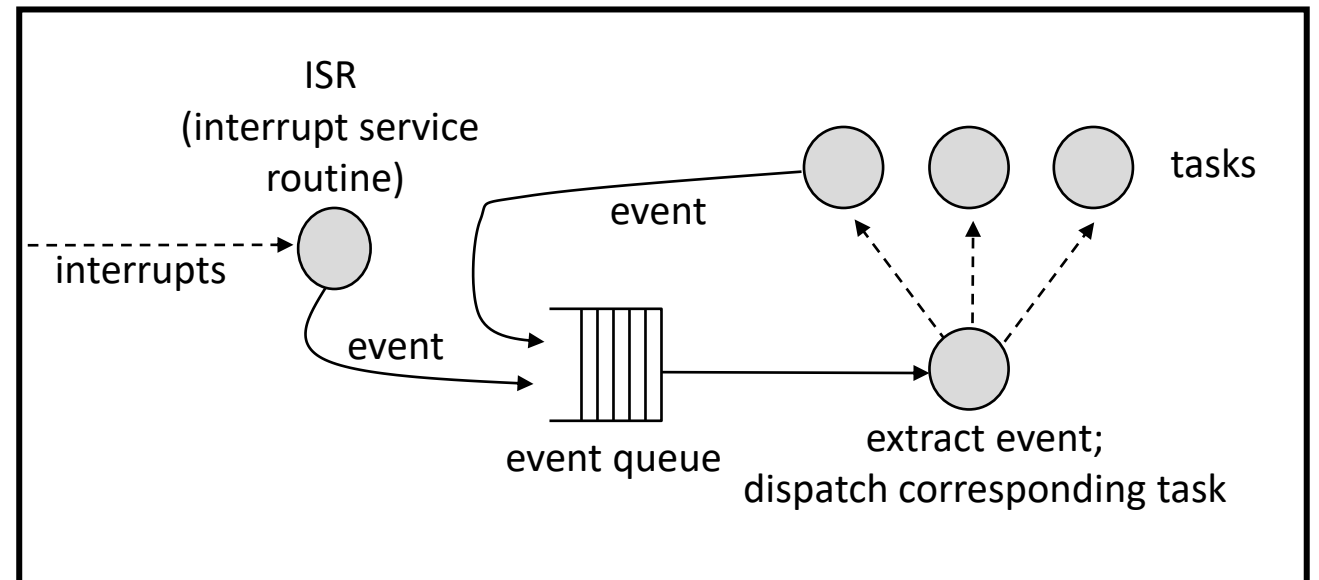 ISR
(interrupt service
routine)
tasks
event
interrupts
event
event queue
extract event;
dispatch corresponding task